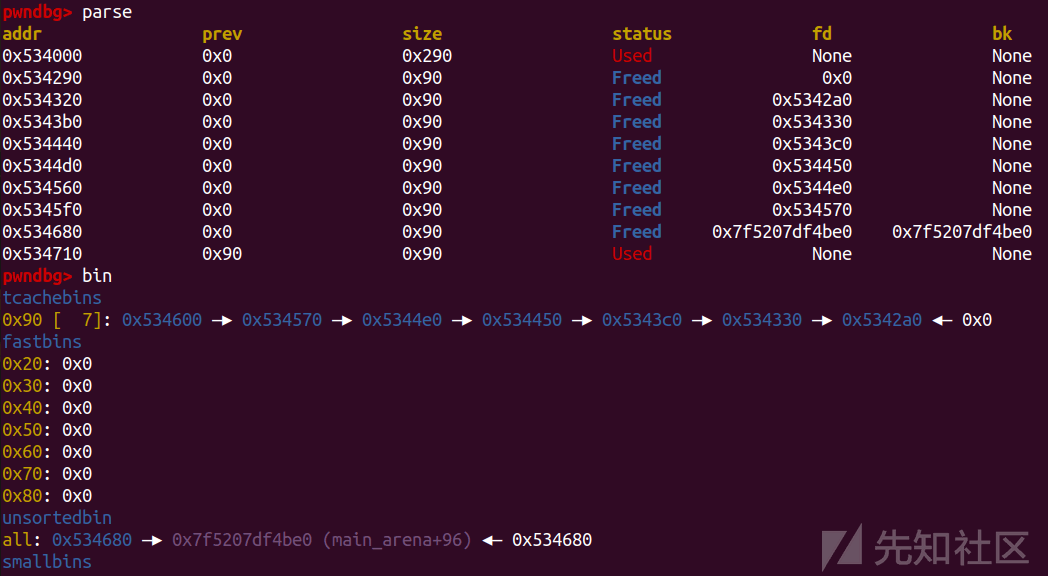 pwndbg> parse
addr prev size status fd bk
0x534000 0x0 0x290 Used None None
0x534290 0x0 0x90 Freed 0x0 None
0x534320 0x0 0x90 Freed 0x5342a0 None
0x5343b0 0x0 0x90 Freed 0x534330 None
0x534440 0x0 0x90 Freed 0x5343c0 None
0x5344d0 0x0 0x90 Freed 0x534450 None
0x534560 0x0 0x90 Freed 0x5344e0 None
0x5345f0 0x0 0x90 Freed 0x534570 None
0x534680 0x0 0x90 Freed 0x7f5207df4be0 0x7f5207df4be0
0x534710 0x90 0x90 Used None None
pwndbg> bin
tcachebins
0x90 [ 7]: 0x534600 —▸ 0x534570 —▸ 0x5344e0 —▸ 0x534450 —▸ 0x5343c0 —▸ 0x534330 —▸ 0x5342a0 ◂— 0x0
fastbins
0x20: 0x0
0x30: 0x0
0x40: 0x0
0x50: 0x0
0x60: 0x0
0x70: 0x0
0x80: 0x0
unsortedbin
all: 0x534680 —▸ 0x7f5207df4be0 (main_arena+96) ◂— 0x534680
smallbins
先知社区